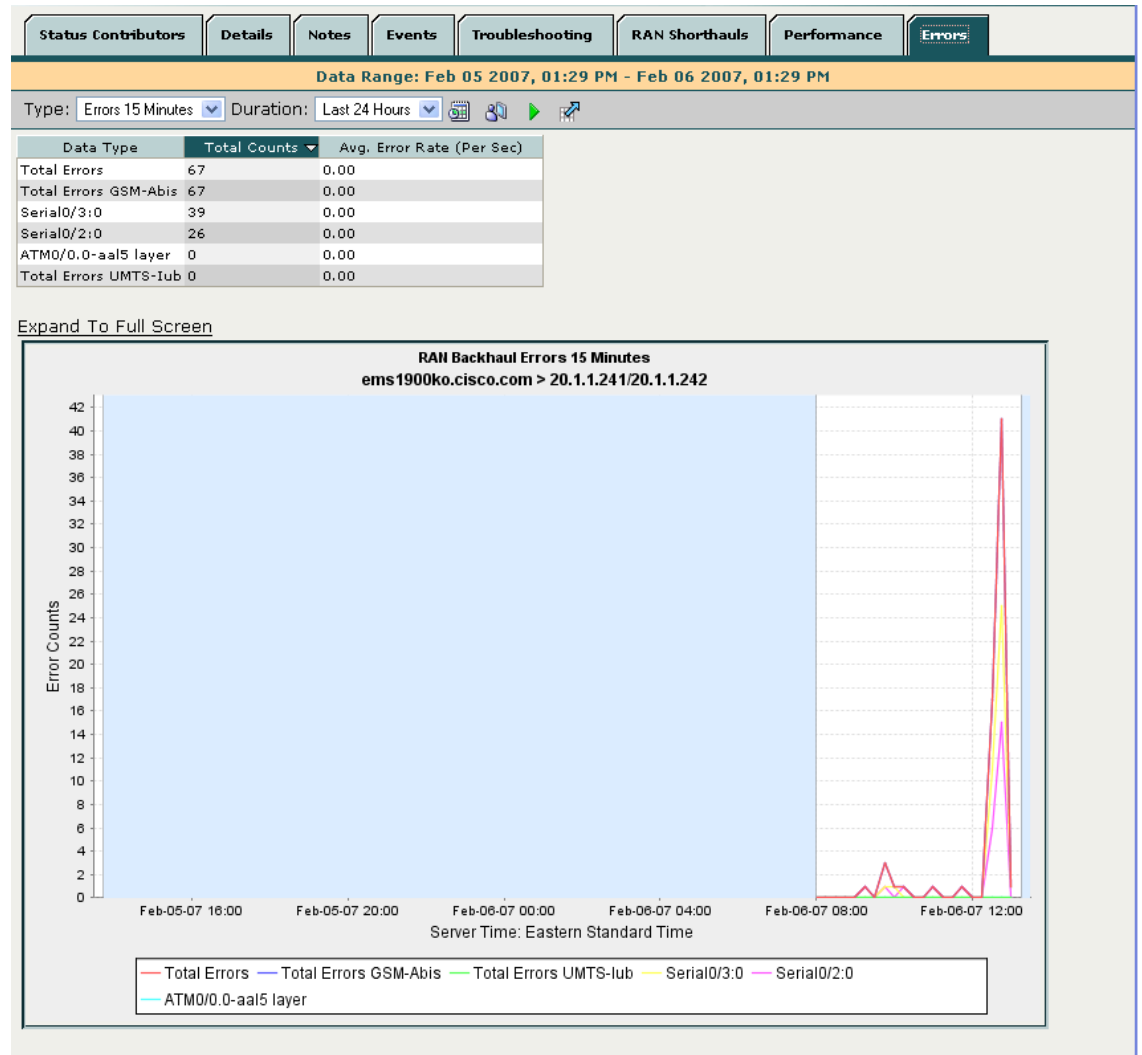 Status Contributors Details Notes Events Troubleshooting RAN Shorthauls Performance Errors
Data Range: Feb 05 2007, 01:29 PM - Feb 06 2007, 01:29 PM
Type: Errors 15 Minutes Duration: Last 24 Hours
Data Type Total Counts Avg. Error Rate (Per Sec)
Total Errors 67 0.00
Total Errors GSM-Abis 67 0.00
Serial0/3:0 39 0.00
Serial0/2:0 26 0.00
ATM0/0.0-aal5 layer 0 0.00
Total Errors UMTS-Iub 0 0.00
Expand To Full Screen
RAN Backhaul Errors 15 Minutes
ems1900ko.cisco.com > 20.1.1.241/20.1.1.242
42
40
38
36
34
32
30
28
26
24
22
20
18
16
14
12
10
8
6
4
2
0
Error Counts
Feb-05-07 16:00 Feb-05-07 20:00 Feb-06-07 00:00 Feb-06-07 04:00 Feb-06-07 08:00 Feb-06-07 12:00
Server Time: Eastern Standard Time
Total Errors Total Errors GSM-Abis Total Errors UMTS-Iub Serial0/3:0 Serial0/2:0
ATM0/0.0-aal5 layer